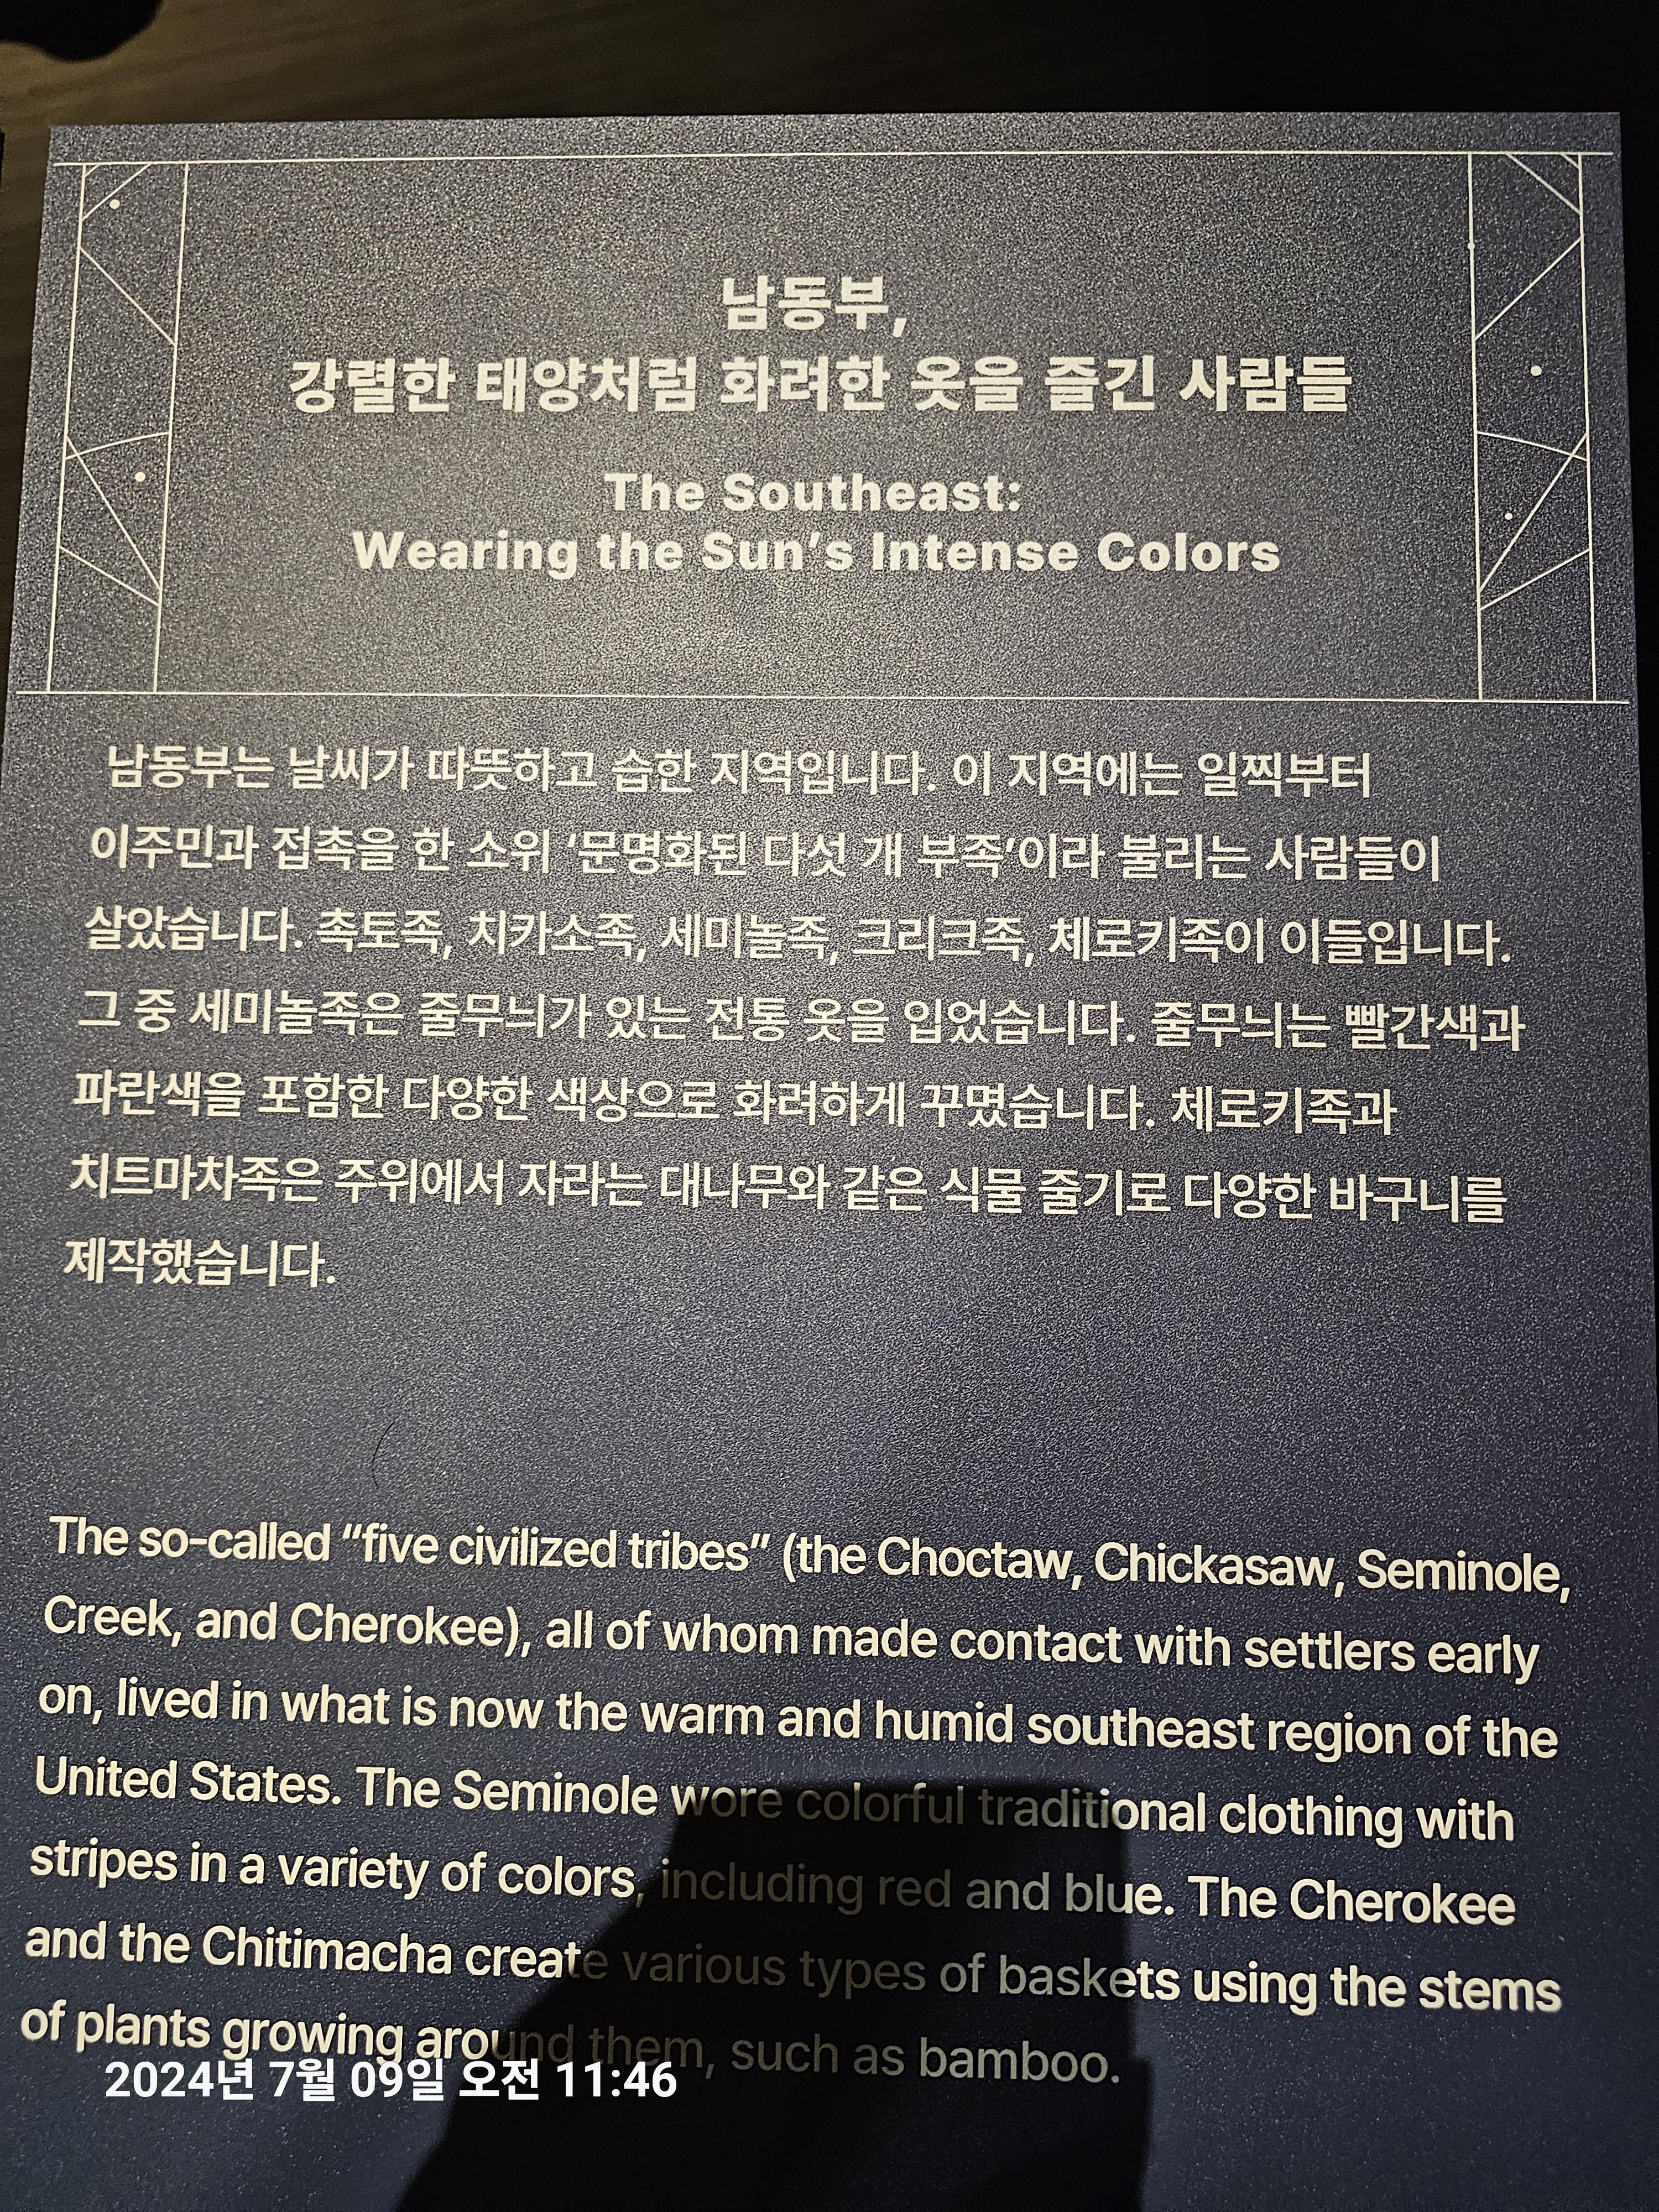 남동부,
강렬한 태양처럼 화려한 옷을 즐긴 사람들
The Southeast:
Wearing the Sun's Intense Colors
남동부는 날씨가 따뜻하고 습한 지역입니다. 이 지역에는 일찍부터
이주민과 접촉을 한 소위 '문명화된 다섯 개 부족'이라 불리는 사람들이
살았습니다. 촉토족, 치카소족, 세미놀족, 크리크족, 체로키족이 이들입니다.
그 중 세미놀족은 줄무늬가 있는 전통 옷을 입었습니다. 줄무늬는 빨간색과
파란색을 포함한 다양한 색상으로 화려하게 꾸몄습니다. 체로키족과
치트마차족은 주위에서 자라는 대나무와 같은 식물 줄기로 다양한 바구니를
제작했습니다.
The so-called “five civilized tribes” (the Choctaw, Chickasaw, Seminole,
Creek, and Cherokee), all of whom made contact with settlers early
on, lived in what is now the warm and humid southeast region of the
United States. The Seminole wore colorful traditional clothing with
stripes in a variety of colors, including red and blue. The Cherokee
and the Chitimacha create various types of baskets using the stems
of plants growing around them, such as bamboo.
2024년 7월 09일 오전 11:46